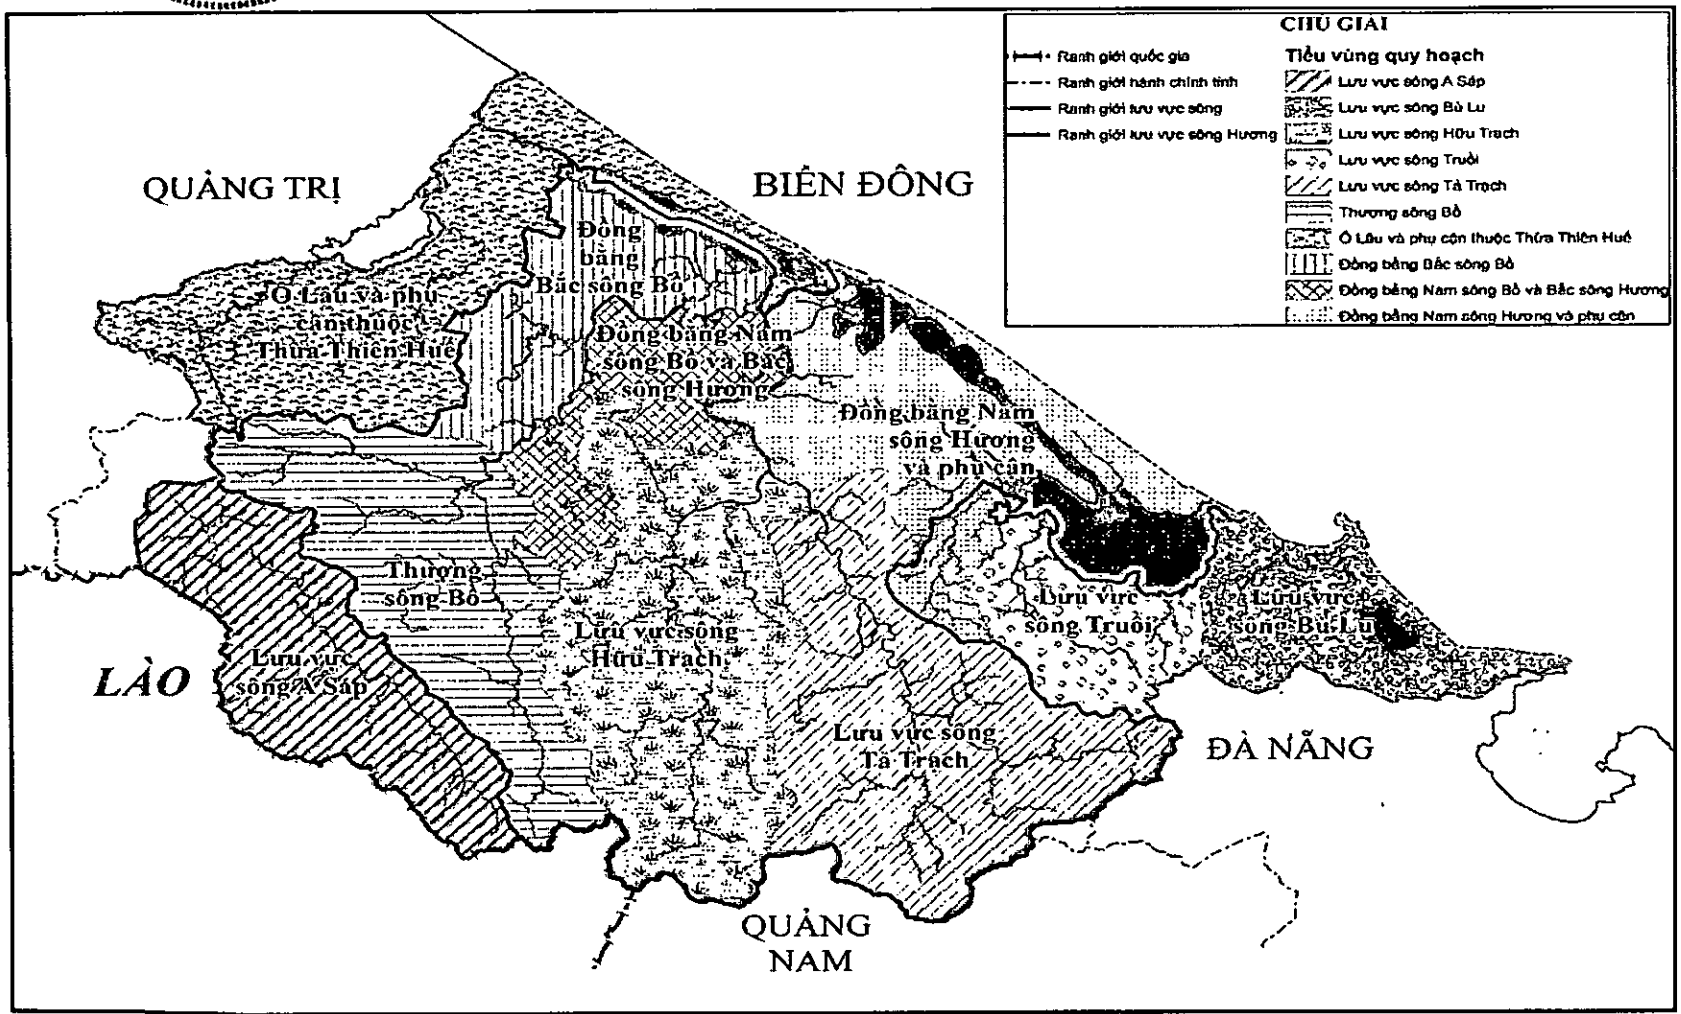 CHÚ GIẢI
Ranh giới quốc gia
Ranh giới hành chính tỉnh
Ranh giới lưu vực sông
Ranh giới lưu vực sông Hương
Tiểu vùng quy hoạch
Lưu vực sông A Sáp
Lưu vực sông Bù Lu
Lưu vực sông Hữu Trạch
Lưu vực sông Truồi
Lưu vực sông Tả Trạch
Thượng sông Bồ
Ô Lâu và phụ cận thuộc Thừa Thiên Huế
Đồng bằng Bắc sông Bồ
Đồng bằng Nam sông Bồ và Bắc sông Hương
Đồng bằng Nam sông Hương và phụ cận
QUẢNG TRỊ
BIỂN ĐÔNG
Đồng
bằng
Bắc sông Bồ
Ô Lâu và phụ
cận thuộc
Thừa Thiên Huế
Đồng bằng Nam
sông Bồ và Bắc
sông Hương
Đồng bằng Nam
sông Hương
và phụ cận
Thượng
sông Bồ
Lưu vực
sông Truồi
Lưu vực
sông Bù Lu
Lưu vực sông
Hữu Trạch
LÀO
Lưu vực
sông A Sáp
Lưu vực sông
Tả Trạch
ĐÀ NẴNG
QUẢNG
NAM